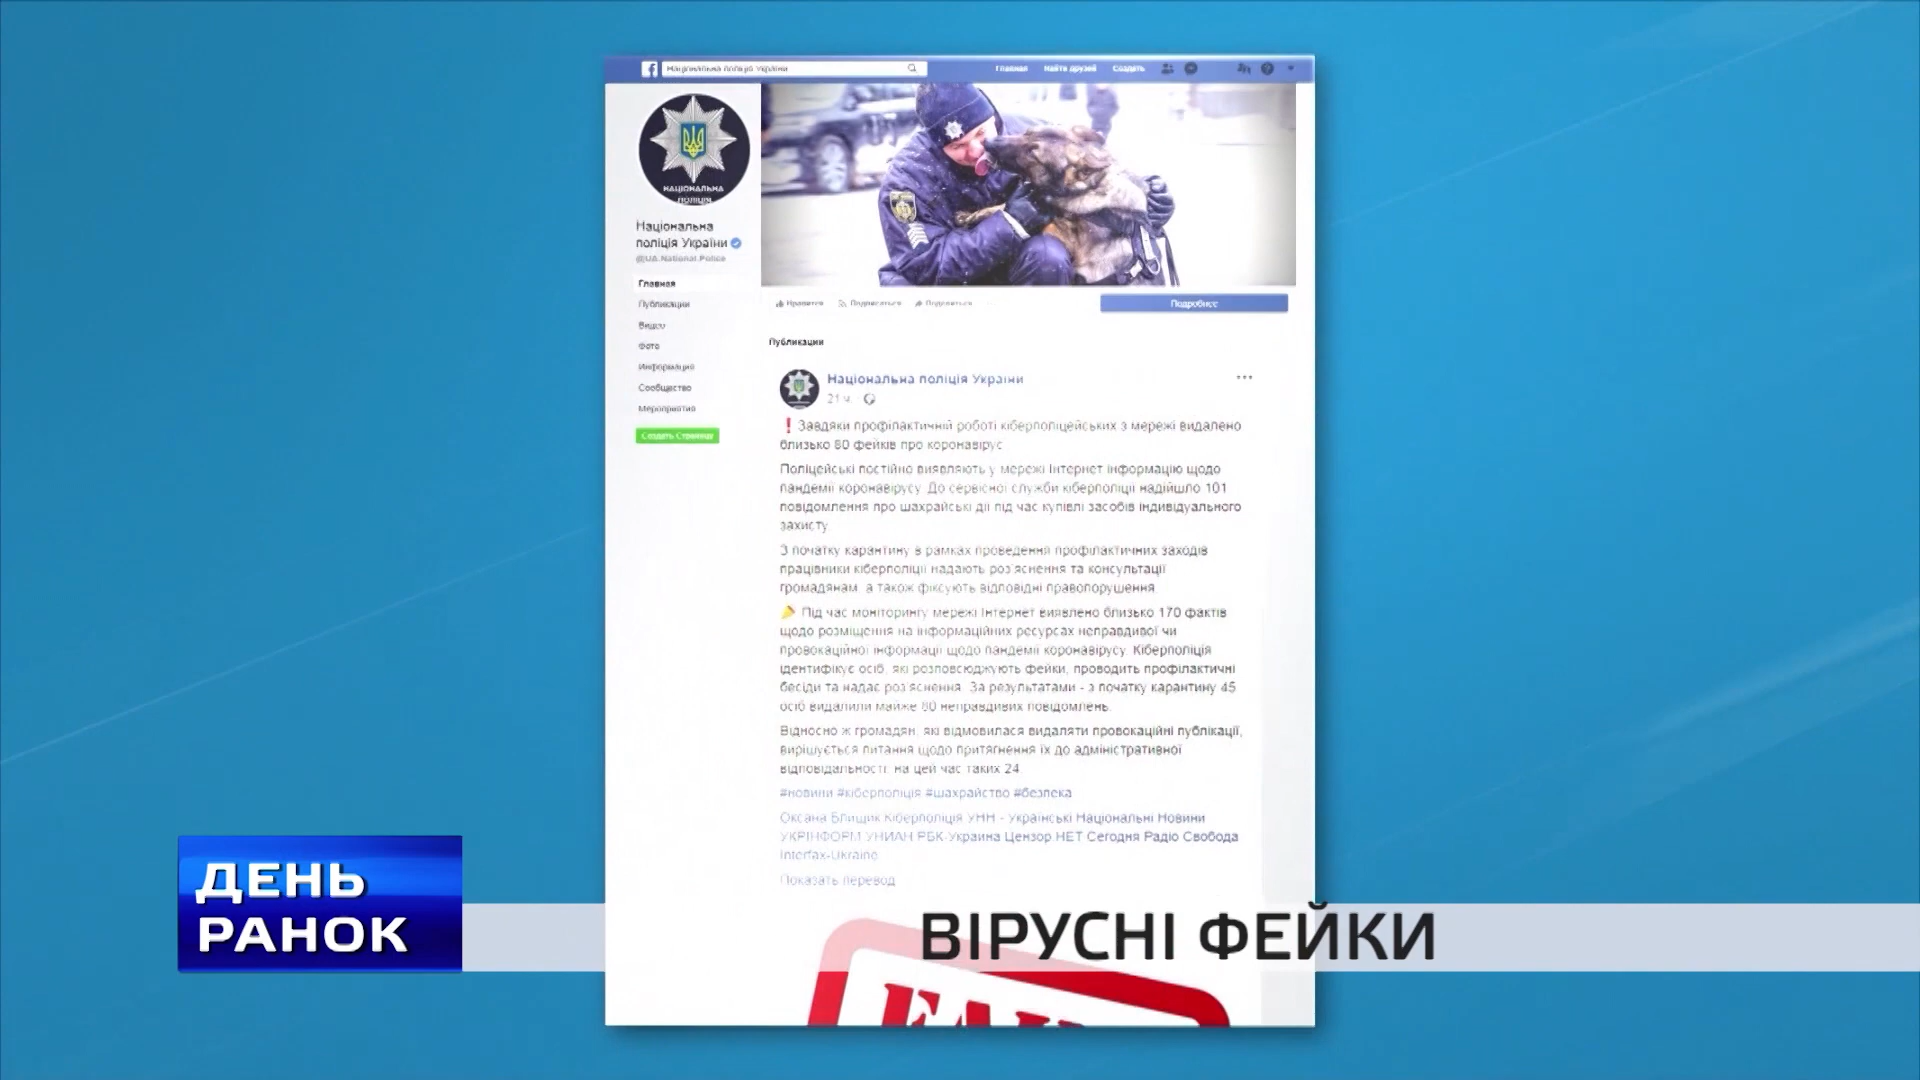 Національна поліція України
Главная Найти друзей Создать
НАЦІОНАЛЬНА
ПОЛІЦІЯ
Національна
поліція України
@UA.National.Police
Главная
Публикации
Видео
Фото
Информация
Сообщество
Мероприятия
Создать Страницу
Нравится Подписаться Поделиться
Подробнее
Публикации
Національна поліція України
21 ч.
❗ Завдяки профілактичній роботі кіберполіцейських з мережі видалено
близько 80 фейків про коронавірус
Поліцейські постійно виявляють у мережі Інтернет інформацію щодо
пандемії коронавірусу. До сервісної служби кіберполіції надійшло 101
повідомлення про шахрайські дії під час купівлі засобів індивідуального
захисту.
З початку карантину в рамках проведення профілактичних заходів
працівники кіберполіції надають роз'яснення та консультації
громадянам, а також фіксують відповідні правопорушення.
Під час моніторингу мережі Інтернет виявлено близько 170 фактів
щодо розміщення на інформаційних ресурсах неправдивої чи
провокаційної інформації щодо пандемії коронавірусу. Кіберполіція
ідентифікує осіб, які розповсюджують фейки, проводить профілактичні
бесіди та надає роз'яснення. За результатами - з початку карантину 45
осіб видалили майже 80 неправдивих повідомлень.
Відносно ж громадян, які відмовилася видаляти провокаційні публікації,
вирішується питання щодо притягнення їх до адміністративної
відповідальності, на цей час таких 24.
#новини #кіберполіція #шахрайство #безпека
Оксана Блищик Кіберполіція УНН - Українські Національні Новини
УКРІНФОРМ УНИАН РБК-Украина Цензор.НЕТ Сегодня Радіо Свобода
Interfax-Ukraine
Показать перевод
ДЕНЬ
РАНОК
ВІРУСНІ ФЕЙКИ